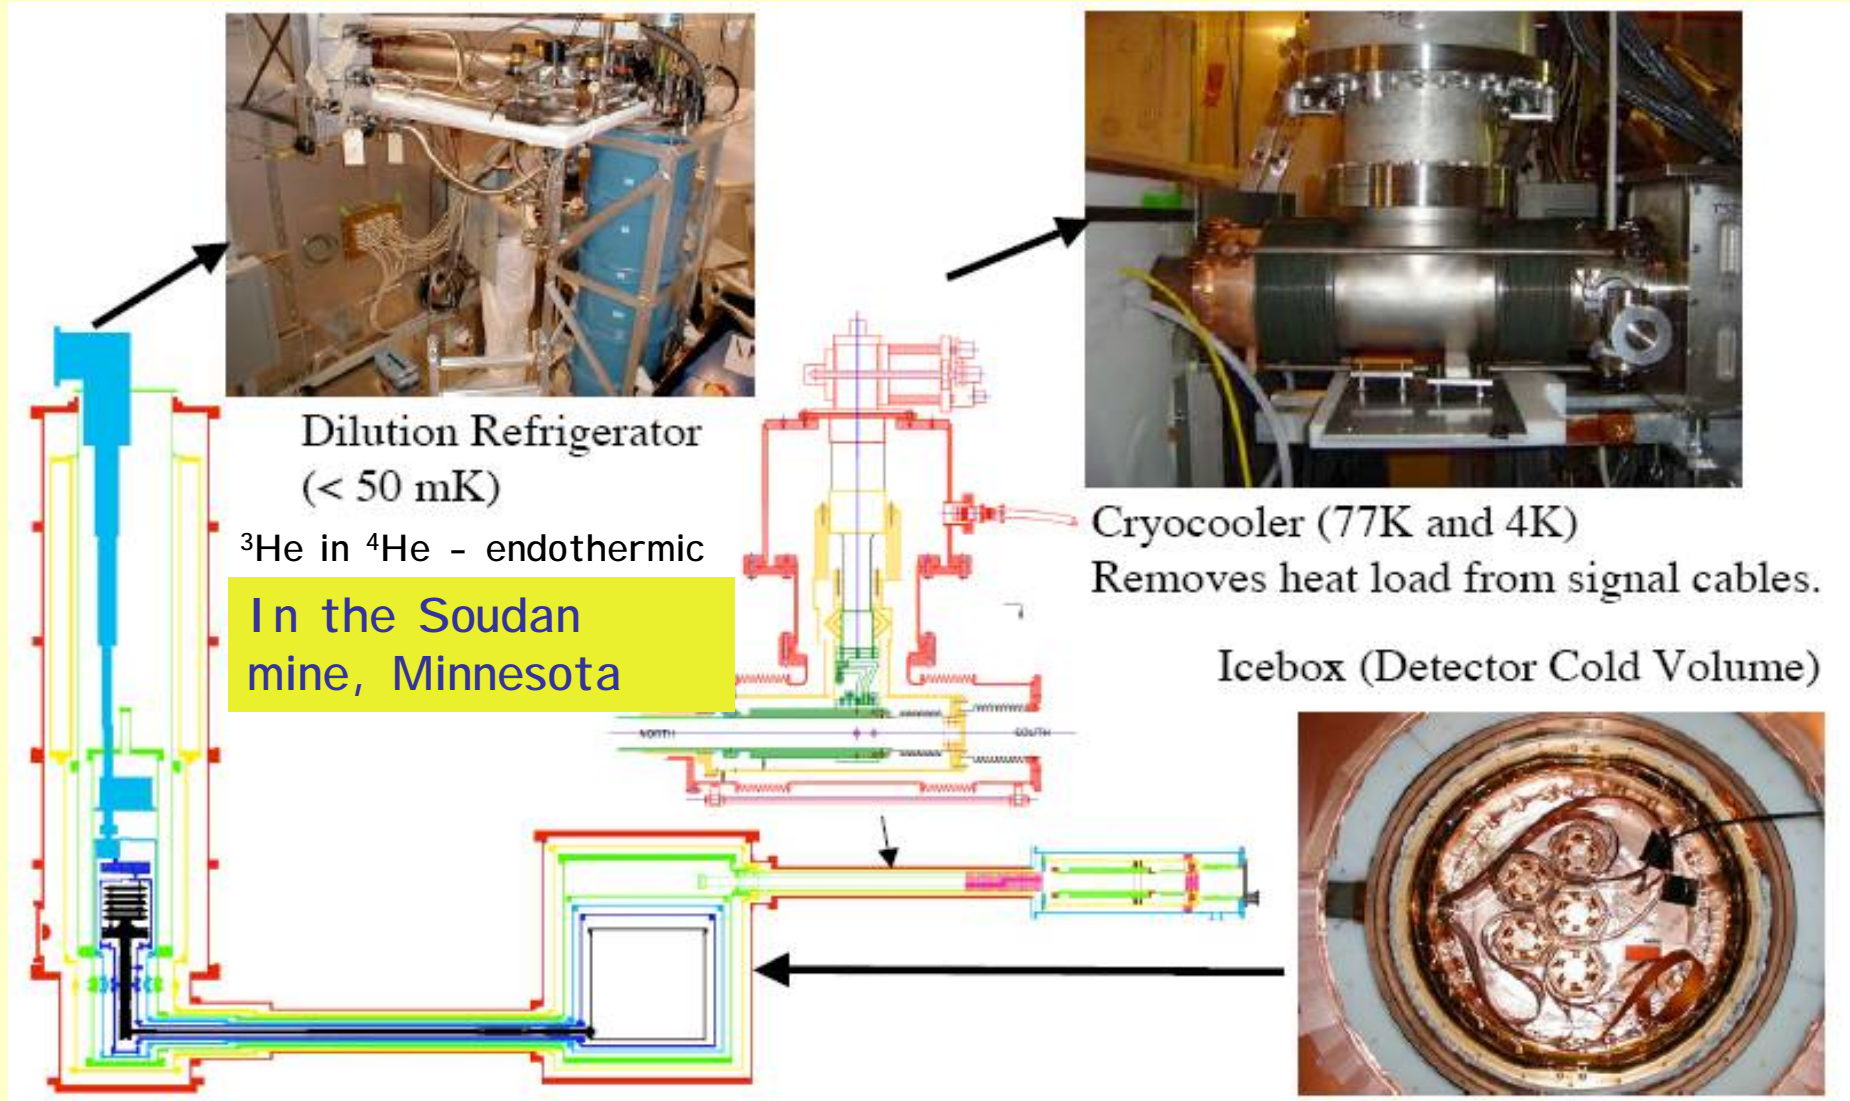 Dilution Refrigerator
(< 50 mK)
³He in ⁴He – endothermic
In the Soudan
mine, Minnesota
Cryocooler (77K and 4K)
Removes heat load from signal cables.
Icebox (Detector Cold Volume)
NORTH
SOUTH